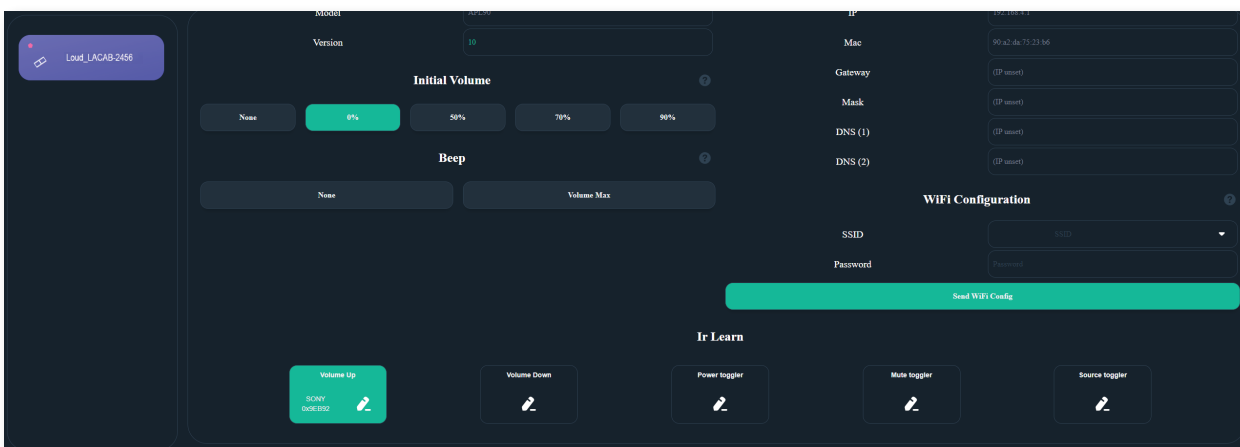 Loud_LACAB-2456
Model
APL90
Version
10
Initial Volume
?
None
0%
50%
70%
90%
Beep
?
None
Volume Max
IP
192.168.4.1
Mac
90:a2:da:75:23:b6
Gateway
(IP unset)
Mask
(IP unset)
DNS (1)
(IP unset)
DNS (2)
(IP unset)
WiFi Configuration
?
SSID
SSID
Password
Password
Send WiFi Config
Ir Learn
Volume Up
SONY
0x9EB92
Volume Down
Power toggler
Mute toggler
Source toggler